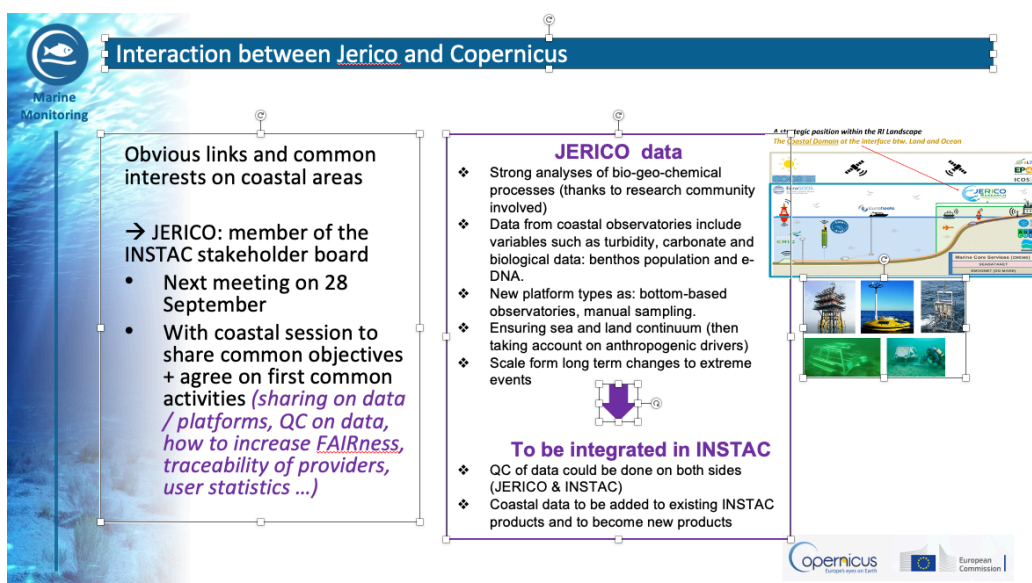 Interaction between Jerico and Copernicus
Marine
Monitoring
Obvious links and common
interests on coastal areas
→ JERICO: member of the
INSTAC stakeholder board
• Next meeting on 28
September
• With coastal session to
share common objectives
+ agree on first common
activities (sharing on data
/ platforms, QC on data,
how to increase FAIRness,
traceability of providers,
user statistics ...)
JERICO data
❖ Strong analyses of bio-geo-chemical
processes (thanks to research community
involved)
❖ Data from coastal observatories include
variables such as turbidity, carbonate and
biological data: benthos population and e-
DNA.
❖ New platform types as: bottom-based
observatories, manual sampling.
❖ Ensuring sea and land continuum (then
taking account on anthropogenic drivers)
❖ Scale form long term changes to extreme
events
To be integrated in INSTAC
❖ QC of data could be done on both sides
(JERICO & INSTAC)
❖ Coastal data to be added to existing INSTAC
products and to become new products
A strategic position within the RI Landscape
The Coastal Domain at the interface btw. Land and Ocean
ICOS
JERICO
Marine Core Services
SEADATANET
Copernicus
Europe's eyes on Earth
European
Commission